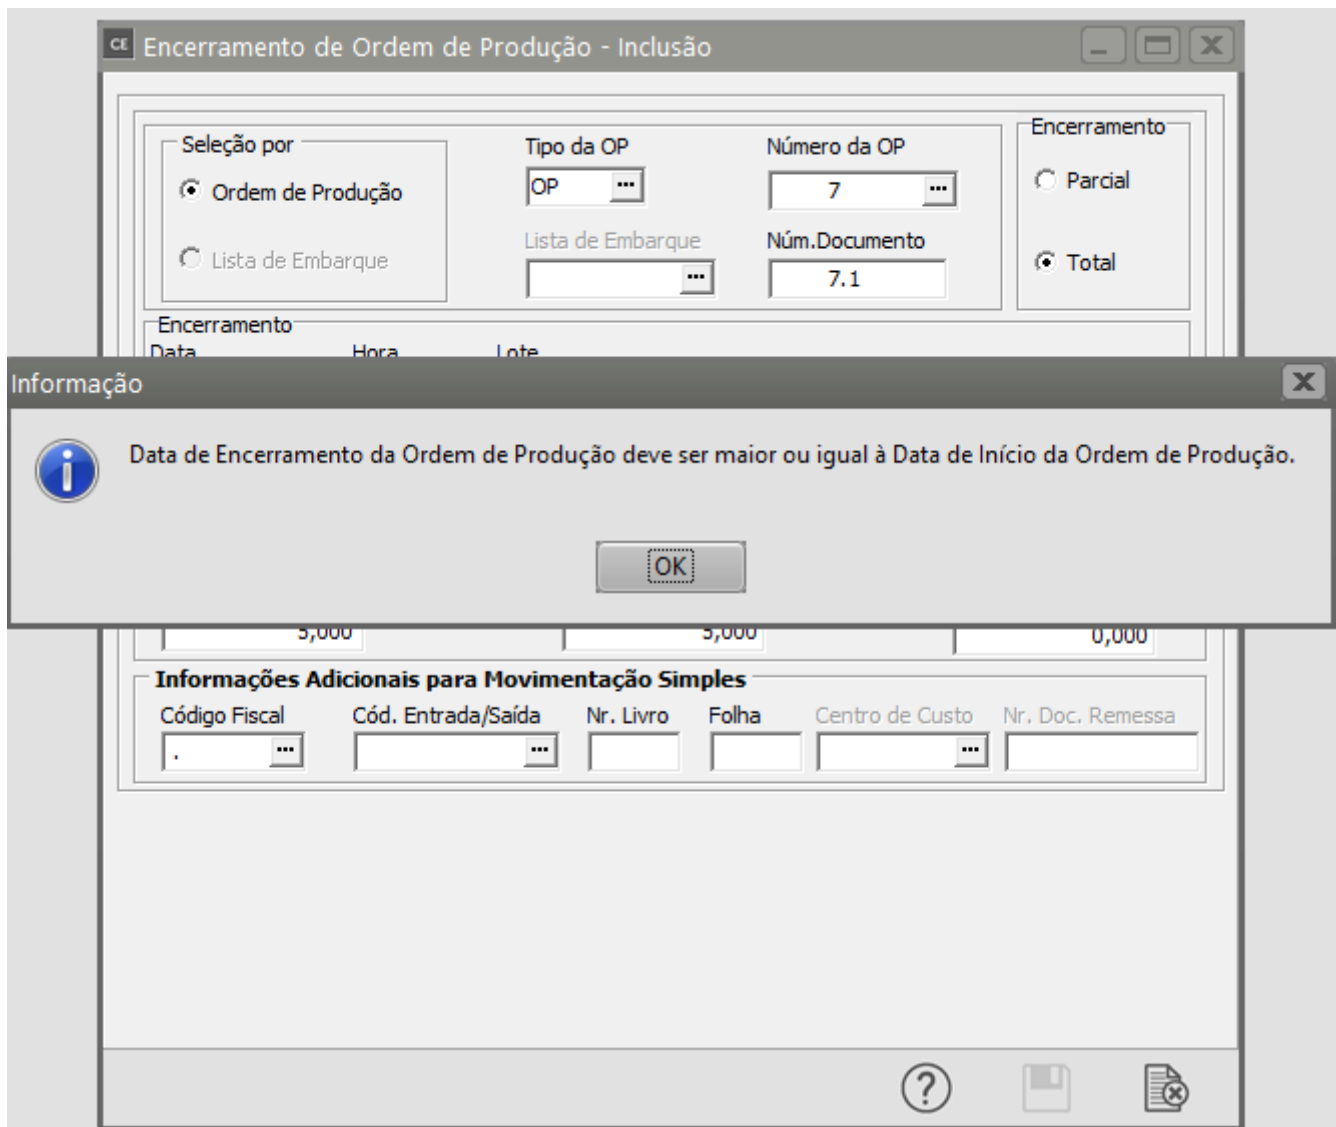 CE Encerramento de Ordem de Produção - Inclusão
Seleção por
Tipo da OP
Número da OP
Encerramento
Ordem de Produção
OP ...
7 ...
Parcial
Lista de Embarque
Lista de Embarque
Núm.Documento
...
7.1
Total
Encerramento
Data Hora Lote
Informação
Data de Encerramento da Ordem de Produção deve ser maior ou igual à Data de Início da Ordem de Produção.
OK
5,000 5,000 0,000
Informações Adicionais para Movimentação Simples
Código Fiscal Cód. Entrada/Saída Nr. Livro Folha Centro de Custo Nr. Doc. Remessa
. ... ... ...